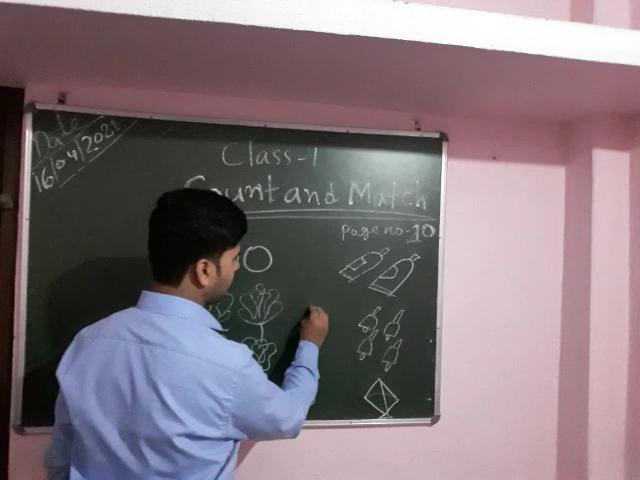 Date
16/04/2021
Class-1
Count and Match
page no-10